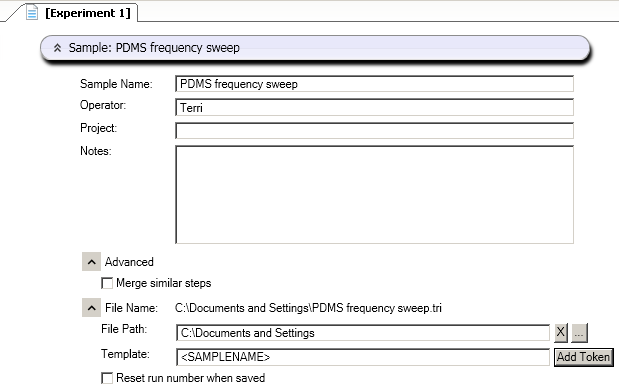 [Experiment 1]
Sample: PDMS frequency sweep
Sample Name: PDMS frequency sweep
Operator: Terri
Project:
Notes:
Advanced
Merge similar steps
File Name: C:\Documents and Settings\PDMS frequency sweep.tri
File Path: C:\Documents and Settings X ...
Template: <SAMPLENAME> Add Token
Reset run number when saved